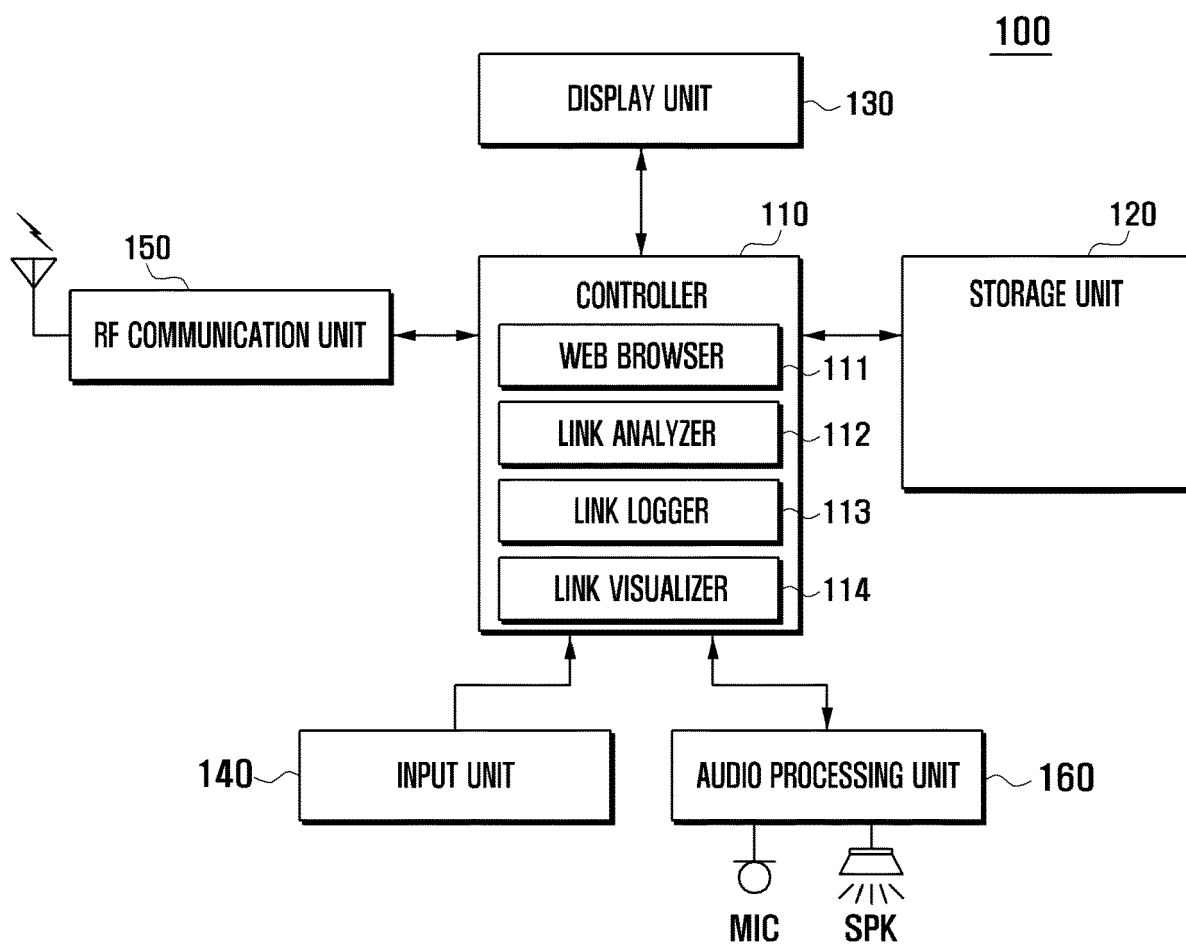 100
DISPLAY UNIT
130
110
120
150
CONTROLLER
STORAGE UNIT
RF COMMUNICATION UNIT
WEB BROWSER
111
LINK ANALYZER
112
LINK LOGGER
113
LINK VISUALIZER
114
140
INPUT UNIT
AUDIO PROCESSING UNIT
160
MIC
SPK